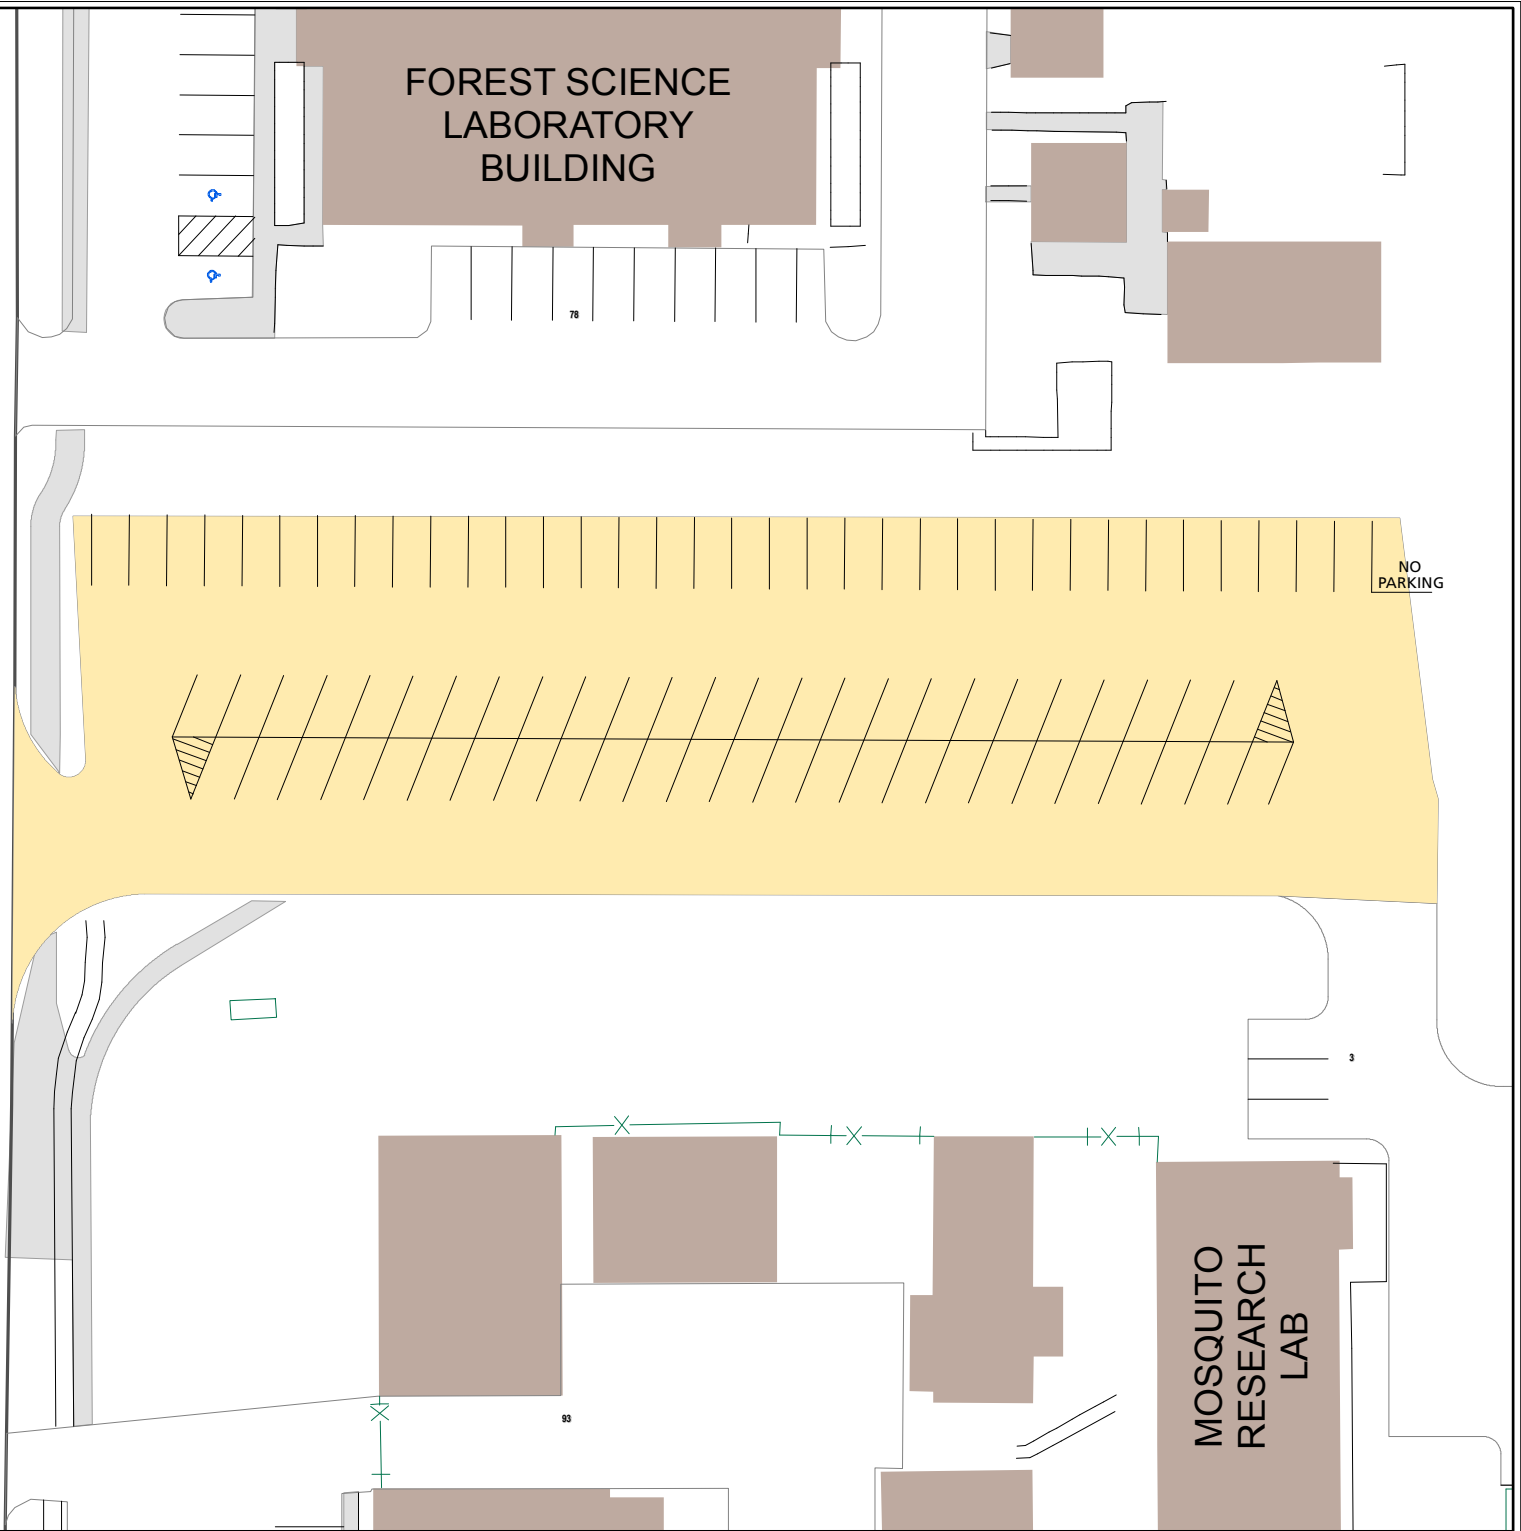 FOREST SCIENCE
LABORATORY
BUILDING
78
NO
PARKING
3
MOSQUITO
RESEARCH
LAB
93